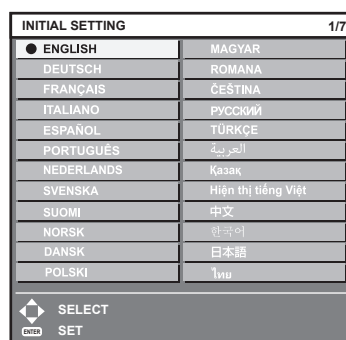 INITIAL SETTING 1/7
ENGLISH MAGYAR
DEUTSCH ROMANA
FRANÇAIS ČEŠTINA
ITALIANO РУССКИЙ
ESPAÑOL TÜRKÇE
PORTUGUÊS العربية
NEDERLANDS Қазақ
SVENSKA Hiện thị tiếng Việt
SUOMI 中文
NORSK 한국어
DANSK 日本語
POLSKI ไทย
SELECT
ENTER SET